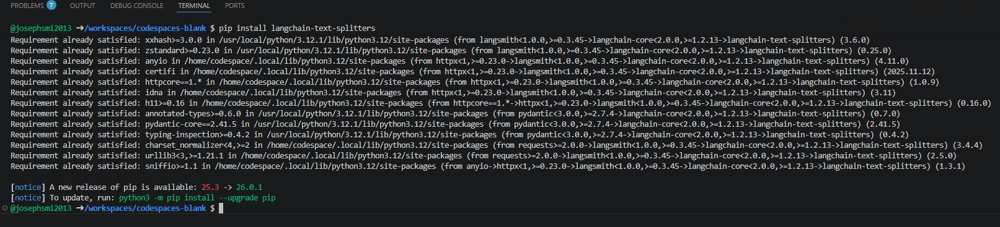 PROBLEMS 7 OUTPUT DEBUG CONSOLE TERMINAL PORTS
@josephsmi2013 ➜/workspaces/codespaces-blank $ pip install langchain-text-splitters
Requirement already satisfied: xxhash>=3.0.0 in /usr/local/python/3.12.1/lib/python3.12/site-packages (from langsmith<1.0.0,>=0.3.45->langchain-core<2.0.0,>=1.2.13->langchain-text-splitters) (3.6.0)
Requirement already satisfied: zstandard>=0.23.0 in /usr/local/python/3.12.1/lib/python3.12/site-packages (from langsmith<1.0.0,>=0.3.45->langchain-core<2.0.0,>=1.2.13->langchain-text-splitters) (0.25.0)
Requirement already satisfied: anyio in /home/codespace/.local/lib/python3.12/site-packages (from httpx<1,>=0.23.0->langsmith<1.0.0,>=0.3.45->langchain-core<2.0.0,>=1.2.13->langchain-text-splitters) (4.11.0)
Requirement already satisfied: certifi in /home/codespace/.local/lib/python3.12/site-packages (from httpx<1,>=0.23.0->langsmith<1.0.0,>=0.3.45->langchain-core<2.0.0,>=1.2.13->langchain-text-splitters) (2025.11.12)
Requirement already satisfied: httpcore==1.* in /home/codespace/.local/lib/python3.12/site-packages (from httpx<1,>=0.23.0->langsmith<1.0.0,>=0.3.45->langchain-core<2.0.0,>=1.2.13->langchain-text-splitters) (1.0.9)
Requirement already satisfied: idna in /home/codespace/.local/lib/python3.12/site-packages (from httpx<1,>=0.23.0->langsmith<1.0.0,>=0.3.45->langchain-core<2.0.0,>=1.2.13->langchain-text-splitters) (3.11)
Requirement already satisfied: h11>=0.16 in /home/codespace/.local/lib/python3.12/site-packages (from httpcore==1.*->httpx<1,>=0.23.0->langsmith<1.0.0,>=0.3.45->langchain-core<2.0.0,>=1.2.13->langchain-text-splitters) (0.16.0)
Requirement already satisfied: annotated-types>=0.6.0 in /usr/local/python/3.12.1/lib/python3.12/site-packages (from pydantic<3.0.0,>=2.7.4->langchain-core<2.0.0,>=1.2.13->langchain-text-splitters) (0.7.0)
Requirement already satisfied: pydantic-core==2.41.5 in /usr/local/python/3.12.1/lib/python3.12/site-packages (from pydantic<3.0.0,>=2.7.4->langchain-core<2.0.0,>=1.2.13->langchain-text-splitters) (2.41.5)
Requirement already satisfied: typing-inspection>=0.4.2 in /usr/local/python/3.12.1/lib/python3.12/site-packages (from pydantic<3.0.0,>=2.7.4->langchain-core<2.0.0,>=1.2.13->langchain-text-splitters) (0.4.2)
Requirement already satisfied: charset_normalizer<4,>=2 in /home/codespace/.local/lib/python3.12/site-packages (from requests>=2.0.0->langsmith<1.0.0,>=0.3.45->langchain-core<2.0.0,>=1.2.13->langchain-text-splitters) (3.4.4)
Requirement already satisfied: urllib3<3,>=1.21.1 in /home/codespace/.local/lib/python3.12/site-packages (from requests>=2.0.0->langsmith<1.0.0,>=0.3.45->langchain-core<2.0.0,>=1.2.13->langchain-text-splitters) (2.5.0)
Requirement already satisfied: sniffio>=1.1 in /home/codespace/.local/lib/python3.12/site-packages (from anyio->httpx<1,>=0.23.0->langsmith<1.0.0,>=0.3.45->langchain-core<2.0.0,>=1.2.13->langchain-text-splitters) (1.3.1)
[notice] A new release of pip is available: 25.3 -> 26.0.1
[notice] To update, run: python3 -m pip install --upgrade pip
@josephsmi2013 ➜/workspaces/codespaces-blank $